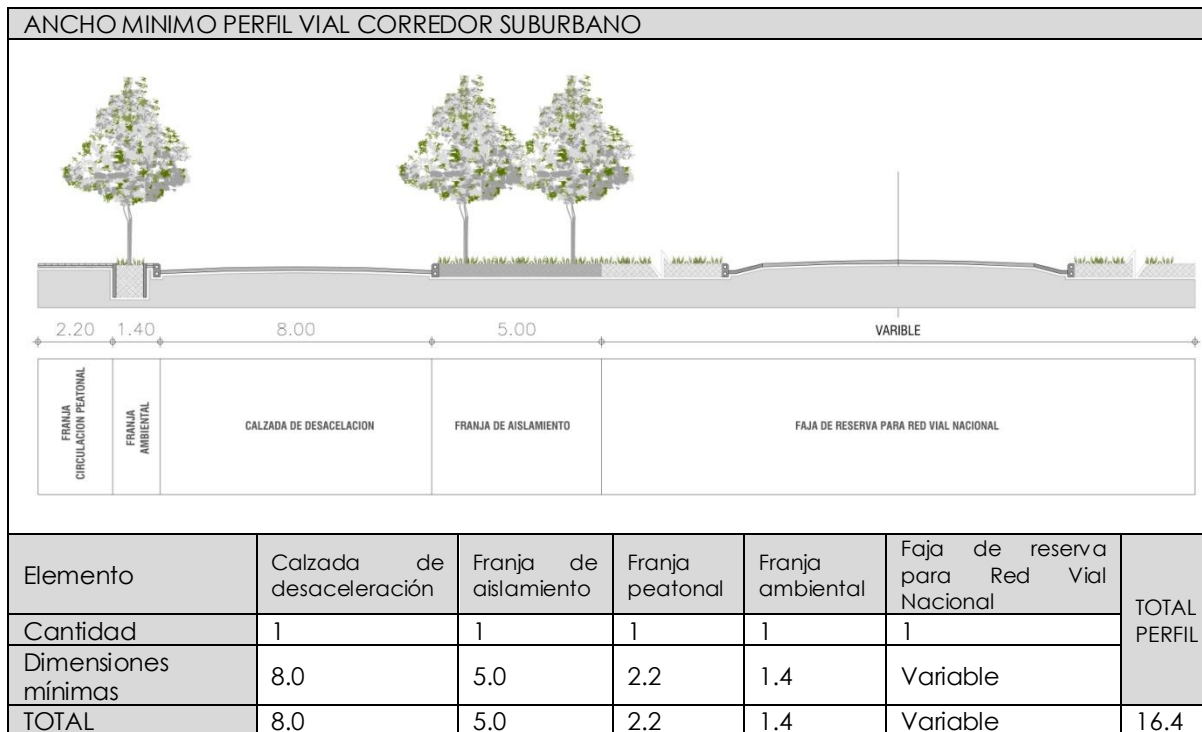 ANCHO MINIMO PERFIL VIAL CORREDOR SUBURBANO
2.20 1.40 8.00 5.00 VARIBLE
FRANJA
CIRCULACION PEATONAL
FRANJA
AMBIENTAL
CALZADA DE DESACELACION
FRANJA DE AISLAMIENTO
FAJA DE RESERVA PARA RED VIAL NACIONAL
Elemento
Calzada de
desaceleración
Franja de
aislamiento
Franja
peatonal
Franja
ambiental
Faja de reserva
para Red Vial
Nacional
TOTAL
PERFIL
Cantidad 1 1 1 1 1
Dimensiones
mínimas
8.0 5.0 2.2 1.4 Variable
TOTAL 8.0 5.0 2.2 1.4 Variable 16.4